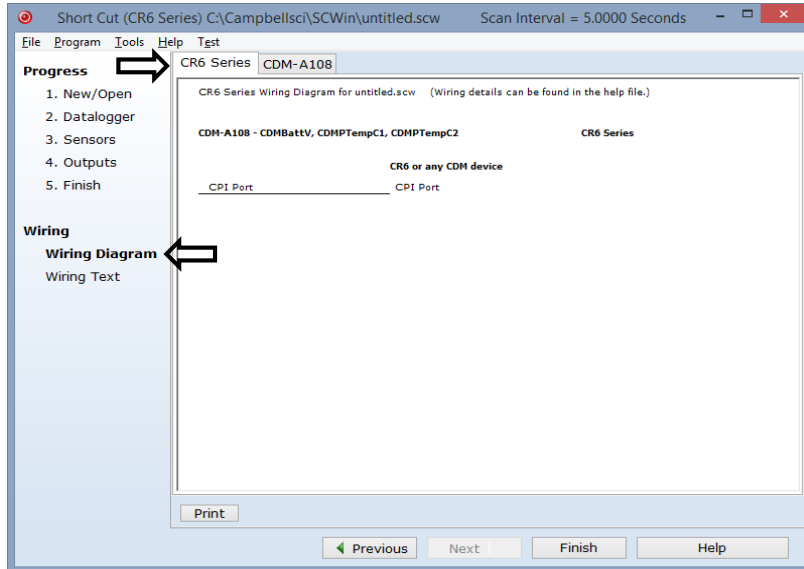 Short Cut (CR6 Series) C:\Campbellsci\SCWin\untitled.scw Scan Interval = 5.0000 Seconds
File Program Tools Help Test
Progress
1. New/Open
2. Datalogger
3. Sensors
4. Outputs
5. Finish
Wiring
Wiring Diagram
Wiring Text
CR6 Series CDM-A108
CR6 Series Wiring Diagram for untitled.scw (Wiring details can be found in the help file.)
CDM-A108 - CDMBattV, CDMPTempC1, CDMPTempC2 CR6 Series
CR6 or any CDM device
CPI Port CPI Port
Print
Previous Next Finish Help